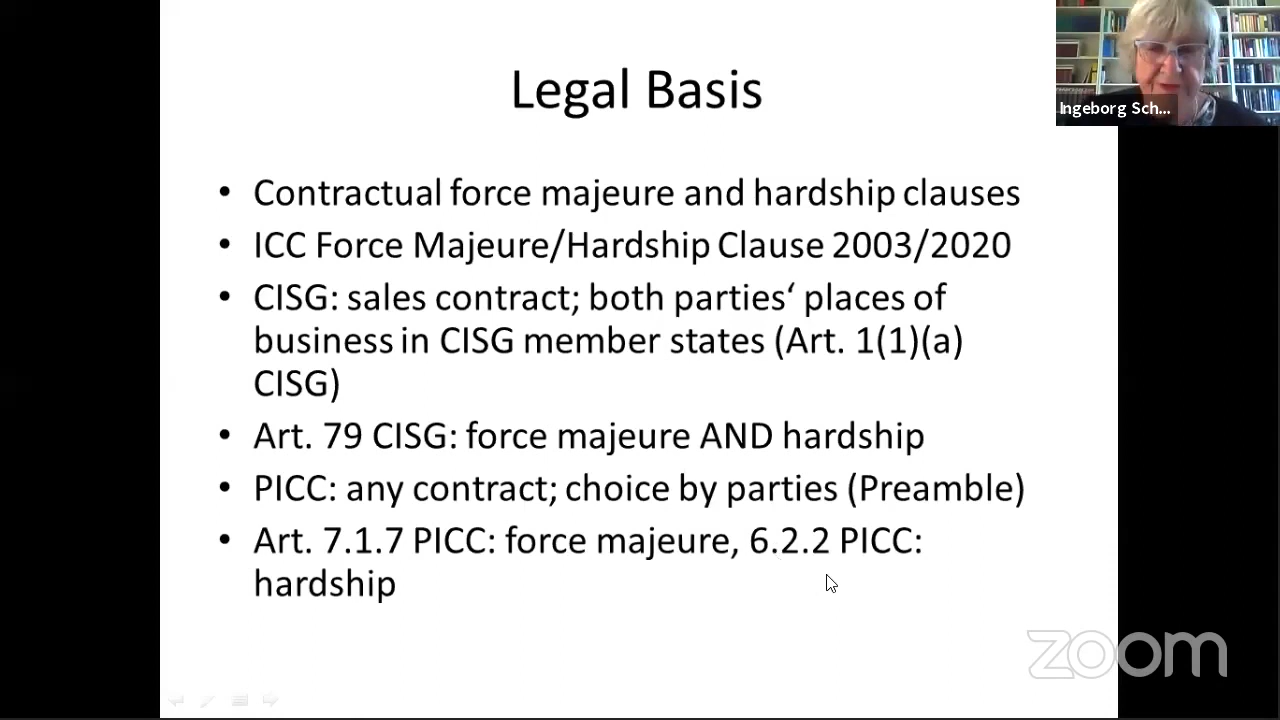 Legal Basis
Ingeborg Sch...
• Contractual force majeure and hardship clauses
• ICC Force Majeure/Hardship Clause 2003/2020
• CISG: sales contract; both parties‘ places of
business in CISG member states (Art. 1(1)(a)
CISG)
• Art. 79 CISG: force majeure AND hardship
• PICC: any contract; choice by parties (Preamble)
• Art. 7.1.7 PICC: force majeure, 6.2.2 PICC:
hardship
zoom